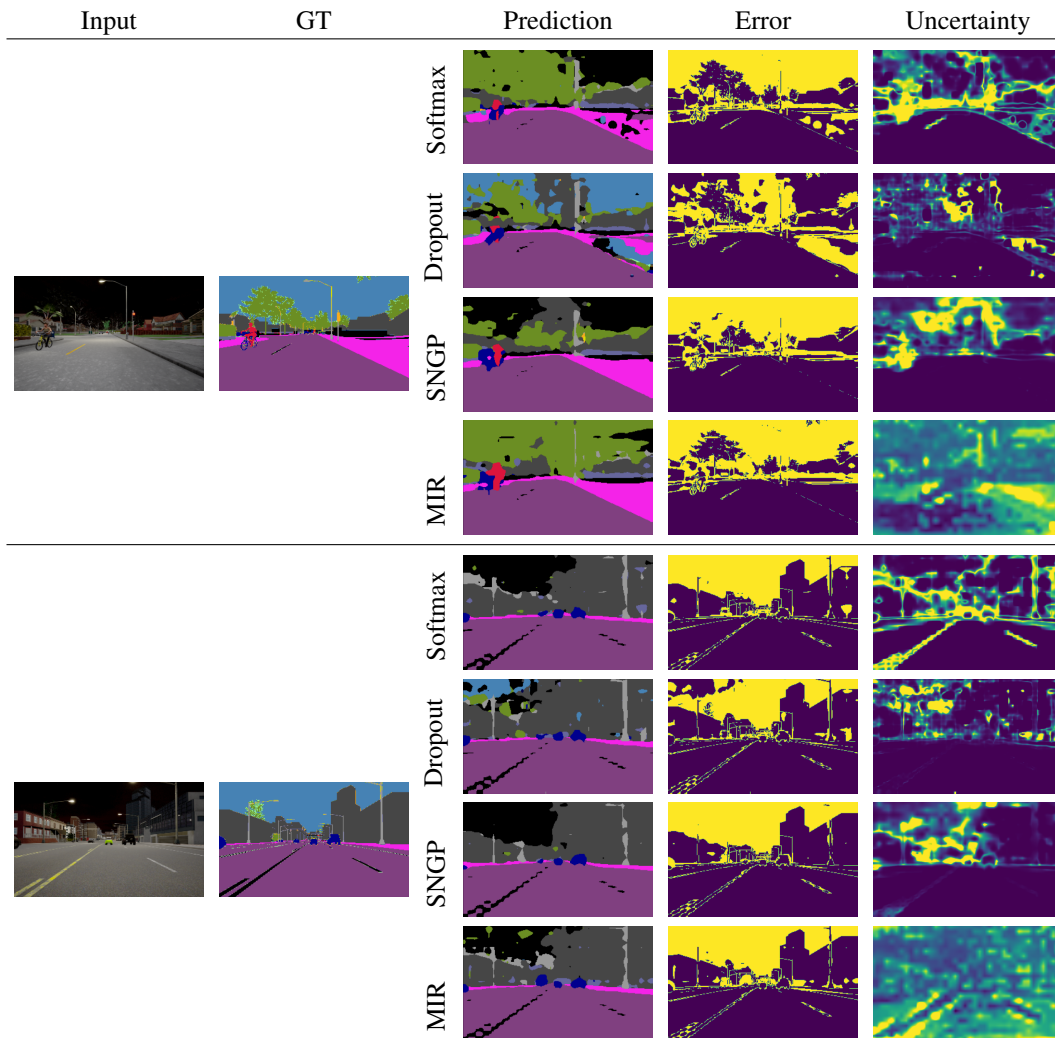 Input GT Prediction Error Uncertainty
Softmax
Dropout
SNGP
MIR
Softmax
Dropout
SNGP
MIR